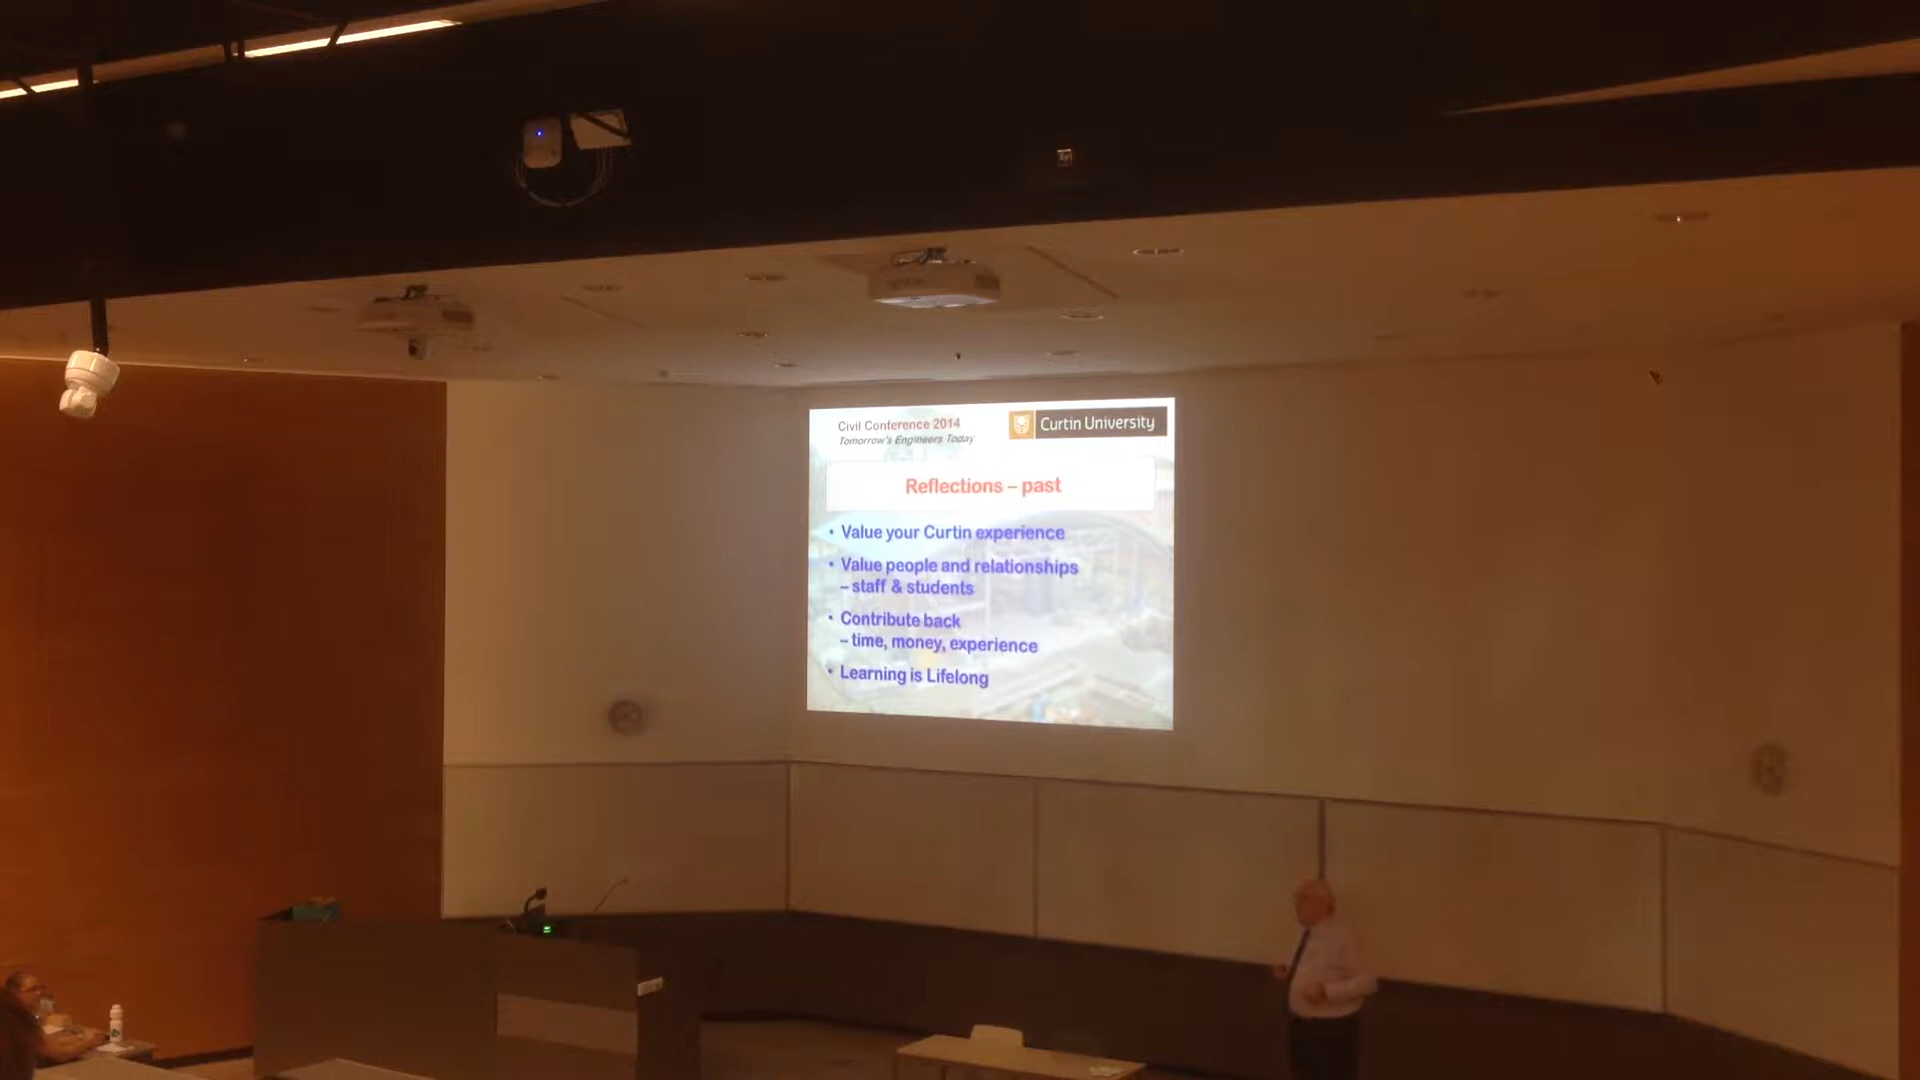 Civil Conference 2014
Tomorrow's Engineers Today
Curtin University
Reflections – past
• Value your Curtin experience
• Value people and relationships
– staff & students
• Contribute back
– time, money, experience
• Learning is Lifelong